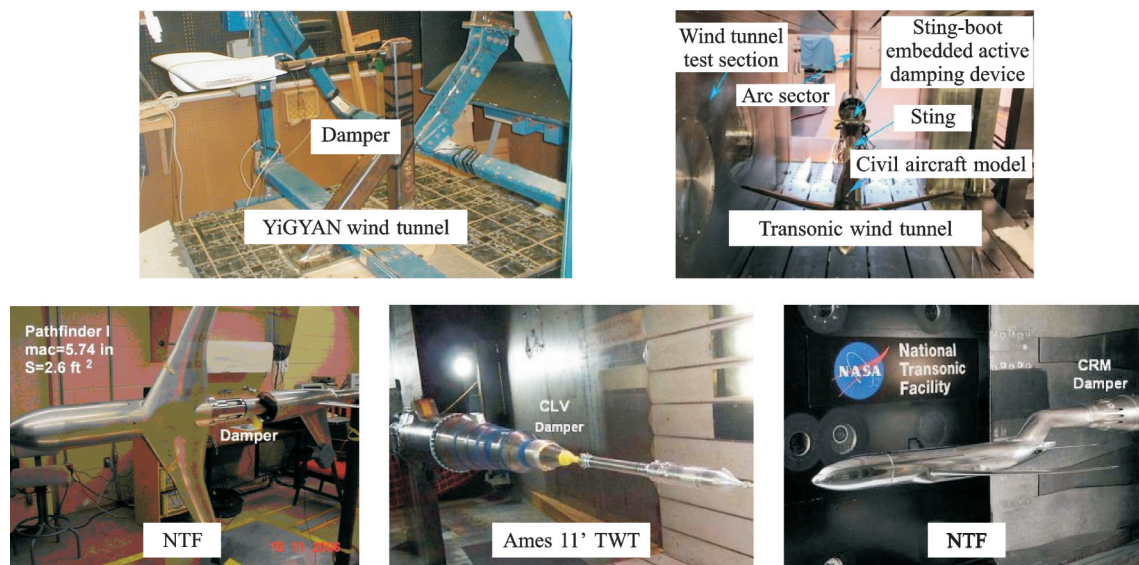 Damper
YiGYAN wind tunnel
Wind tunnel
test section
Arc sector
Sting-boot
embedded active
damping device
Sting
Civil aircraft model
Transonic wind tunnel
Pathfinder I
mac=5.74 in
S=2.6 ft 2
Damper
NTF
CLV
Damper
Ames 11' TWT
NASA
National
Transonic
Facility
CRM
Damper
NTF